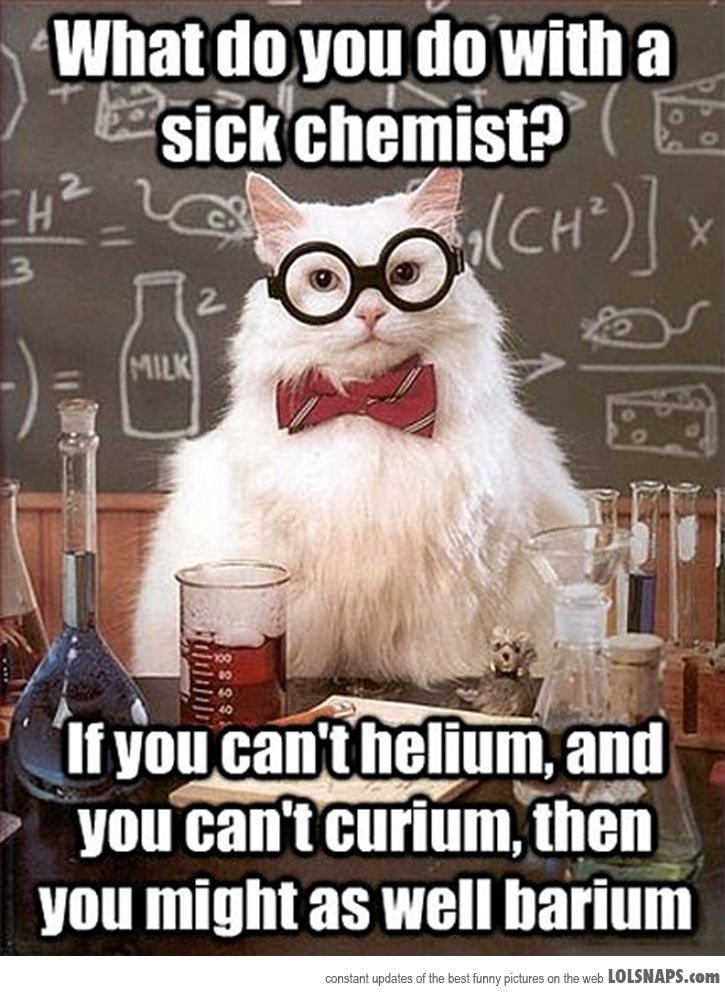 What do you do with a
sick chemist?
H²
3
=
2
MILK
=
(CH²)] x
100
80
60
40
If you can't helium, and
you can't curium, then
you might as well barium
constant updates of the best funny pictures on the web LOLSNAPS.com